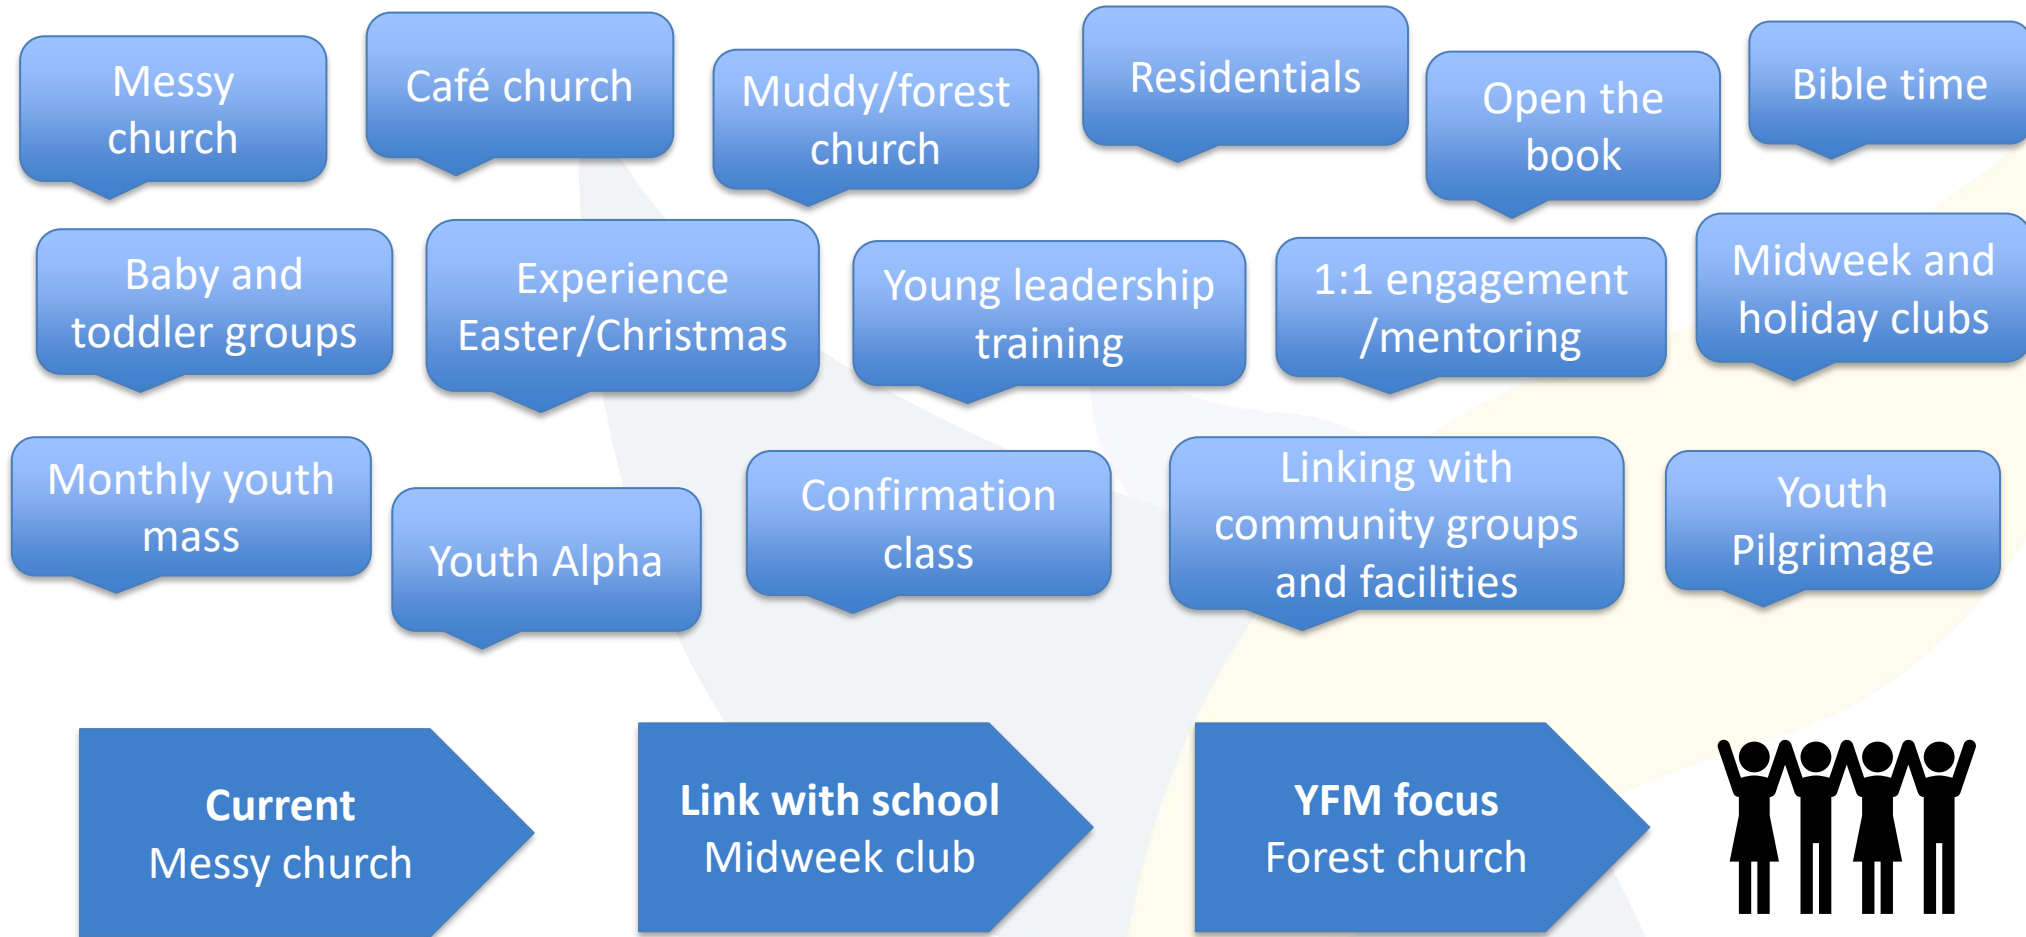 Messy
church
Café church
Muddy/forest
church
Residentials
Open the
book
Bible time
Baby and
toddler groups
Experience
Easter/Christmas
Young leadership
training
1:1 engagement
/mentoring
Midweek and
holiday clubs
Monthly youth
mass
Youth Alpha
Confirmation
class
Linking with
community groups
and facilities
Youth
Pilgrimage
Current
Messy church
Link with school
Midweek club
YFM focus
Forest church